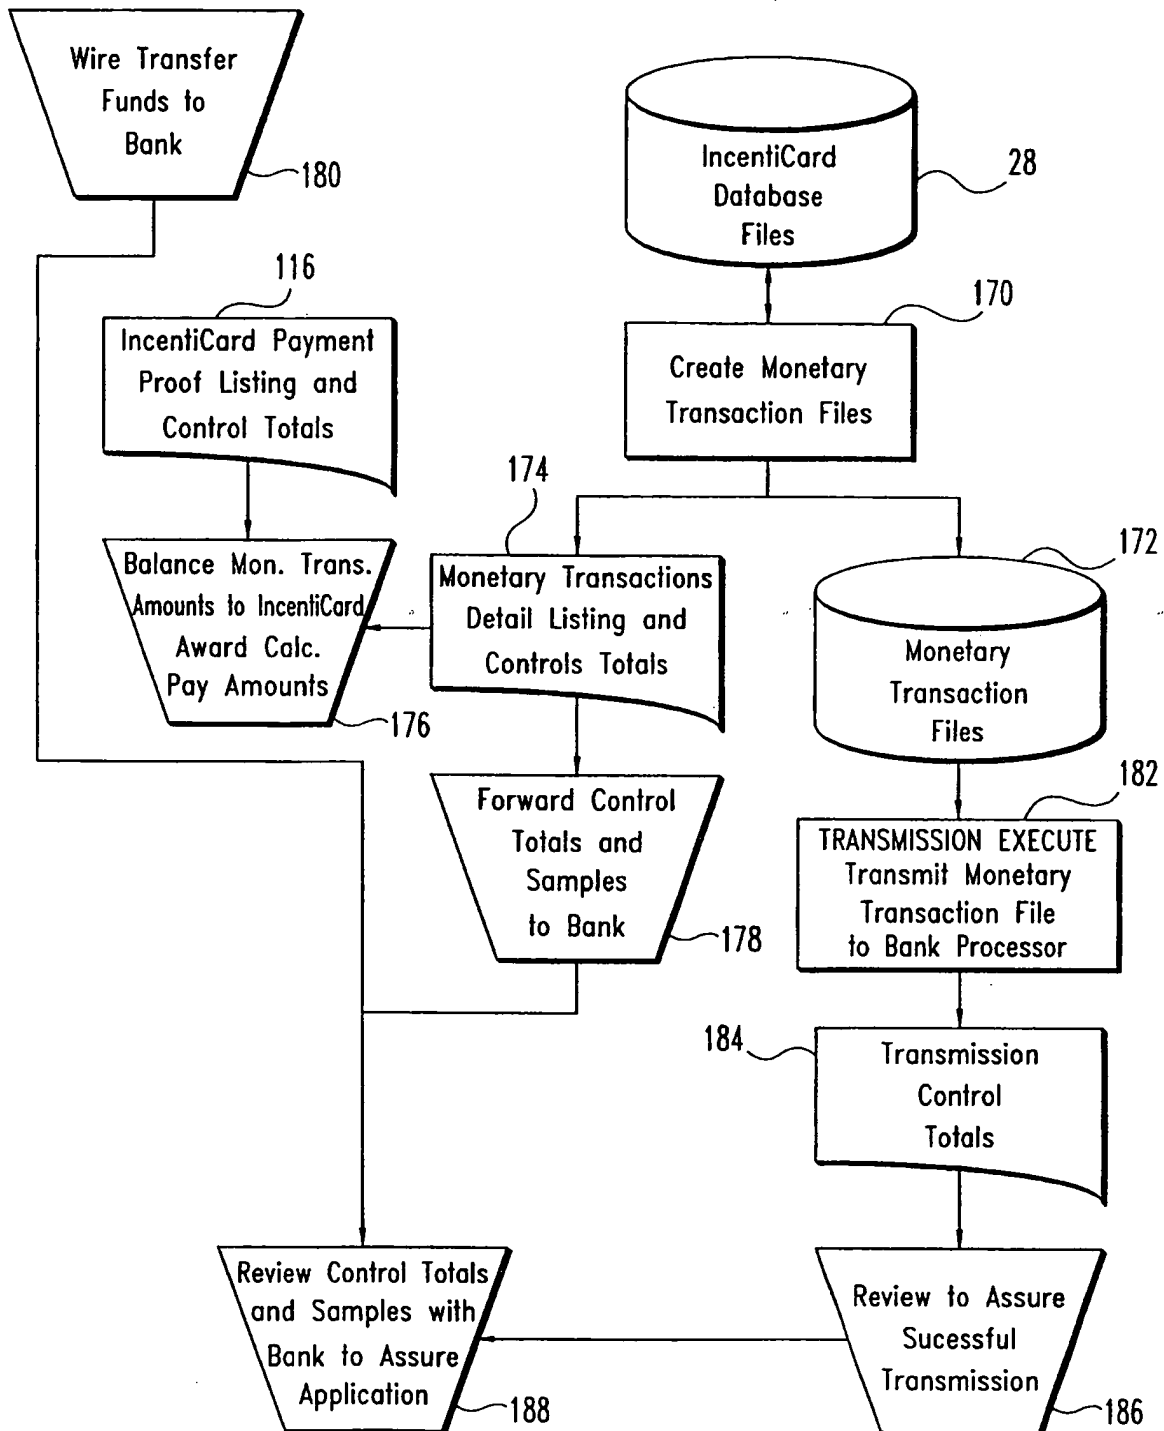 Wire Transfer
Funds to
Bank
180
IncentiCard
Database
Files
28
116
IncentiCard Payment
Proof Listing and
Control Totals
170
Create Monetary
Transaction Files
174
Balance Mon. Trans.
Amounts to IncentiCard
Award Calc.
Pay Amounts
176
Monetary Transactions
Detail Listing and
Controls Totals
172
Monetary
Transaction
Files
Forward Control
Totals and
Samples
to Bank
178
182
TRANSMISSION EXECUTE
Transmit Monetary
Transaction File
to Bank Processor
184
Transmission
Control
Totals
Review Control Totals
and Samples with
Bank to Assure
Application
188
Review to Assure
Sucessful
Transmission
186